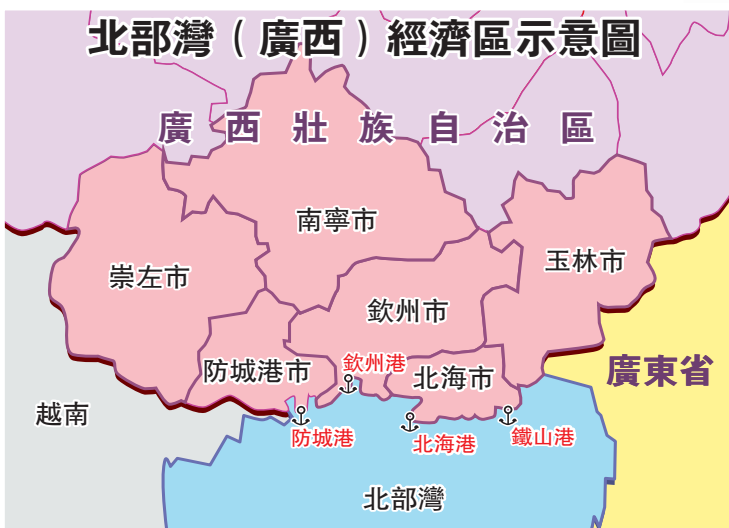 北部灣（廣西）經濟區示意圖
廣西壯族自治區
南寧市
玉林市
崇左市
欽州市
欽州港
防城港市
北海市
廣東省
越南
防城港
北海港
鐵山港
北部灣